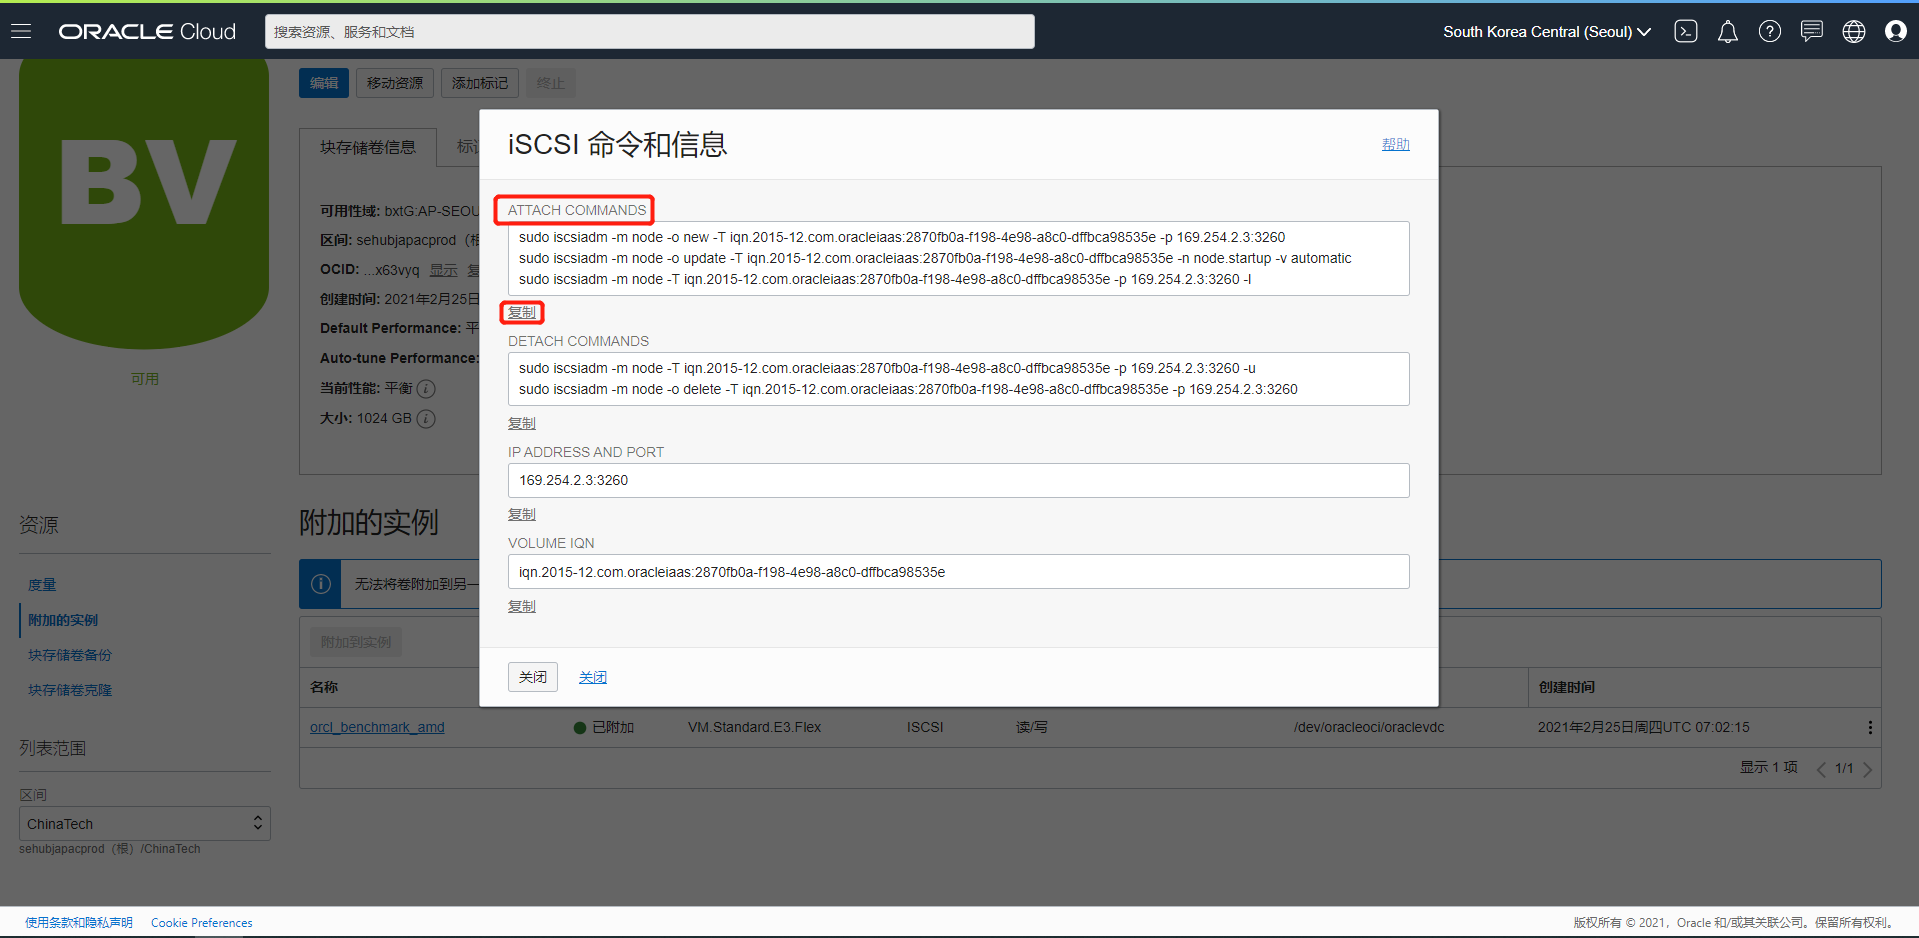 ORACLE Cloud
搜索资源、服务和文档
South Korea Central (Seoul)
BV
可用
编辑
移动资源
添加标记
终止
块存储卷信息
可用性域: bxtG:AP-SEOU
区间: sehubjapacprod
OCID: ...x63vyq 显示
创建时间: 2021年2月25日
Default Performance: 平
Auto-tune Performance:
当前性能: 平衡
大小: 1024 GB
iSCSI 命令和信息
帮助
ATTACH COMMANDS
sudo iscsiadm -m node -o new -T iqn.2015-12.com.oracleiaas:2870fb0a-f198-4e98-a8c0-dffbca98535e -p 169.254.2.3:3260
sudo iscsiadm -m node -o update -T iqn.2015-12.com.oracleiaas:2870fb0a-f198-4e98-a8c0-dffbca98535e -n node.startup -v automatic
sudo iscsiadm -m node -T iqn.2015-12.com.oracleiaas:2870fb0a-f198-4e98-a8c0-dffbca98535e -p 169.254.2.3:3260 -l
复制
DETACH COMMANDS
sudo iscsiadm -m node -T iqn.2015-12.com.oracleiaas:2870fb0a-f198-4e98-a8c0-dffbca98535e -p 169.254.2.3:3260 -u
sudo iscsiadm -m node -o delete -T iqn.2015-12.com.oracleiaas:2870fb0a-f198-4e98-a8c0-dffbca98535e -p 169.254.2.3:3260
复制
IP ADDRESS AND PORT
169.254.2.3:3260
复制
VOLUME IQN
iqn.2015-12.com.oracleiaas:2870fb0a-f198-4e98-a8c0-dffbca98535e
复制
关闭
关闭
资源
度量
附加的实例
块存储卷备份
块存储卷克隆
列表范围
区间
ChinaTech
sehubjapacprod（根）/ChinaTech
附加的实例
无法将卷附加到另一
附加到实例
名称
创建时间
orcl_benchmark_amd
已附加
VM.Standard.E3.Flex
ISCSI
读/写
/dev/oracleoci/oraclevdc
2021年2月25日周四UTC 07:02:15
显示 1 项
1/1
使用条款和隐私声明
Cookie Preferences
版权所有 © 2021，Oracle 和/或其关联公司。保留所有权利。